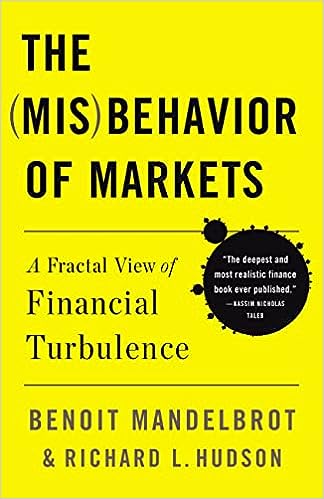 THE
(MIS)BEHAVIOR
OF MARKETS
A Fractal View of
Financial
Turbulence
"The deepest and
most realistic finance
book ever published."
—NASSIM NICHOLAS
TALEB
BENOIT MANDELBROT
& RICHARD L. HUDSON